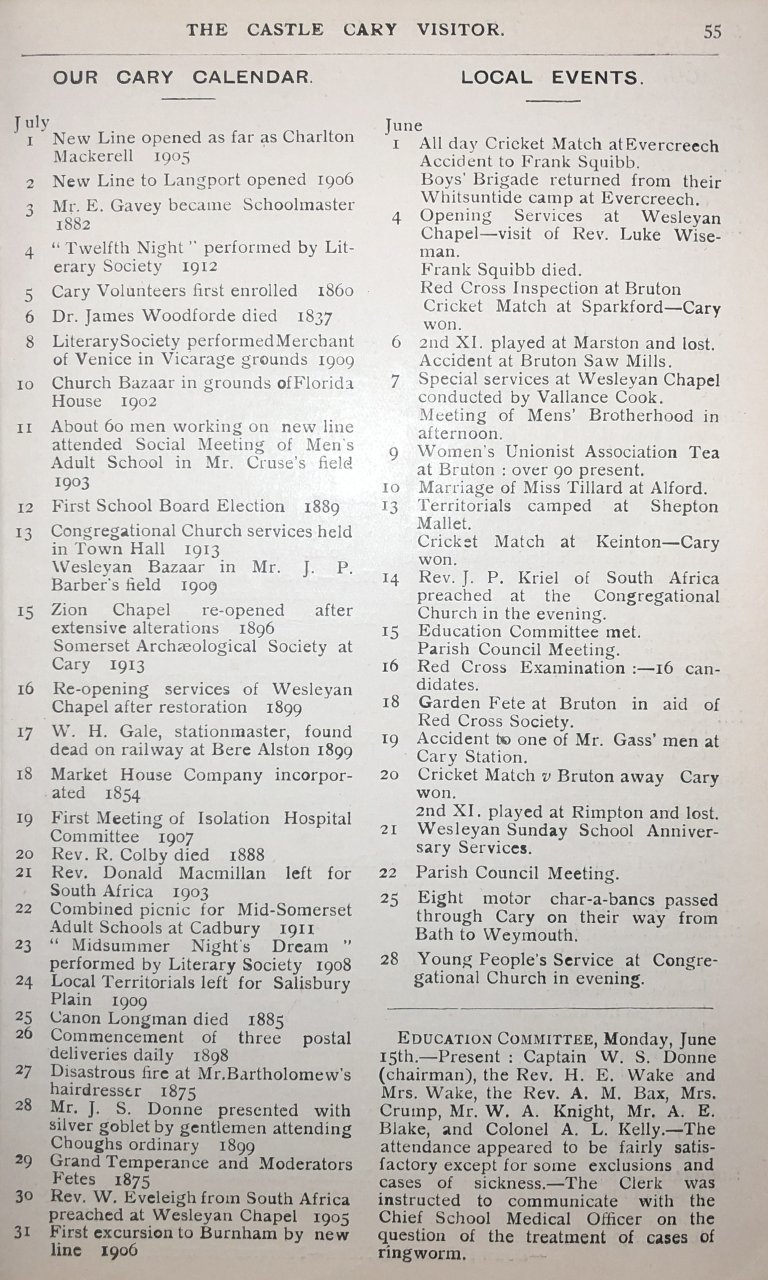 THE CASTLE CARY VISITOR. 55
OUR CARY CALENDAR.
July
1 New Line opened as far as Charlton
Mackerell 1905
2 New Line to Langport opened 1906
3 Mr. E. Gavey became Schoolmaster
1882
4 “ Twelfth Night ” performed by Lit-
erary Society 1912
5 Cary Volunteers first enrolled 1860
6 Dr. James Woodforde died 1837
8 LiterarySociety performedMerchant
of Venice in Vicarage grounds 1909
10 Church Bazaar in grounds ofFlorida
House 1902
11 About 60 men working on new line
attended Social Meeting of Men's
Adult School in Mr. Cruse's field
1903
12 First School Board Election 1889
13 Congregational Church services held
in Town Hall 1913
Wesleyan Bazaar in Mr. J. P.
Barber's field 1909
15 Zion Chapel re-opened after
extensive alterations 1896
Somerset Archæological Society at
Cary 1913
16 Re-opening services of Wesleyan
Chapel after restoration 1899
17 W. H. Gale, stationmaster, found
dead on railway at Bere Alston 1899
18 Market House Company incorpor-
ated 1854
19 First Meeting of Isolation Hospital
Committee 1907
20 Rev. R. Colby died 1888
21 Rev. Donald Macmillan left for
South Africa 1903
22 Combined picnic for Mid-Somerset
Adult Schools at Cadbury 1911
23 “ Midsummer Night's Dream ”
performed by Literary Society 1908
24 Local Territorials left for Salisbury
Plain 1909
25 Canon Longman died 1885
26 Commencement of three postal
deliveries daily 1898
27 Disastrous fire at Mr.Bartholomew's
hairdresser 1875
28 Mr. J. S. Donne presented with
silver goblet by gentlemen attending
Choughs ordinary 1899
29 Grand Temperance and Moderators
Fetes 1875
30 Rev. W. Eveleigh from South Africa
preached at Wesleyan Chapel 1905
31 First excursion to Burnham by new
line 1906
LOCAL EVENTS.
June
1 All day Cricket Match atEvercreech
Accident to Frank Squibb.
Boys' Brigade returned from their
Whitsuntide camp at Evercreech.
4 Opening Services at Wesleyan
Chapel—visit of Rev. Luke Wise-
man.
Frank Squibb died.
Red Cross Inspection at Bruton
Cricket Match at Sparkford—Cary
won.
6 2nd XI. played at Marston and lost.
Accident at Bruton Saw Mills.
7 Special services at Wesleyan Chapel
conducted by Vallance Cook.
Meeting of Mens' Brotherhood in
afternoon.
9 Women's Unionist Association Tea
at Bruton : over 90 present.
10 Marriage of Miss Tillard at Alford.
13 Territorials camped at Shepton
Mallet.
Cricket Match at Keinton—Cary
won.
14 Rev. J. P. Kriel of South Africa
preached at the Congregational
Church in the evening.
15 Education Committee met.
Parish Council Meeting.
16 Red Cross Examination :—16 can-
didates.
18 Garden Fete at Bruton in aid of
Red Cross Society.
19 Accident to one of Mr. Gass' men at
Cary Station.
20 Cricket Match v Bruton away Cary
won.
2nd XI. played at Rimpton and lost.
21 Wesleyan Sunday School Anniver-
sary Services.
22 Parish Council Meeting.
25 Eight motor char-a-bancs passed
through Cary on their way from
Bath to Weymouth.
28 Young People's Service at Congre-
gational Church in evening.
EDUCATION COMMITTEE, Monday, June
15th.—Present : Captain W. S. Donne
(chairman), the Rev. H. E. Wake and
Mrs. Wake, the Rev. A. M. Bax, Mrs.
Crump, Mr. W. A. Knight, Mr. A. E.
Blake, and Colonel A. L. Kelly.—The
attendance appeared to be fairly satis-
factory except for some exclusions and
cases of sickness.—The Clerk was
instructed to communicate with the
Chief School Medical Officer on the
question of the treatment of cases of
ringworm.